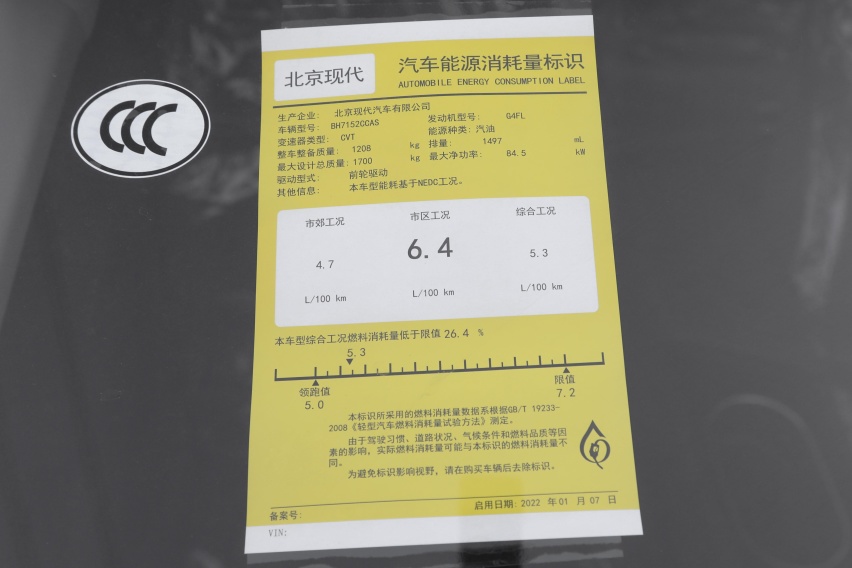 CCC
北京现代
汽车能源消耗量标识
AUTOMOBILE ENERGY CONSUMPTION LABEL
生产企业: 北京现代汽车有限公司
车辆型号: BH7152CCAS 发动机型号: G4FL
变速器类型: CVT 能源种类: 汽油
整车整备质量: 1208 kg 排量: 1497 mL
最大设计总质量: 1700 kg 最大净功率: 84.5 kW
驱动型式: 前轮驱动
其他信息: 本车型能耗基于NEDC工况。
市郊工况 市区工况 综合工况
4.7 6.4 5.3
L/100 km L/100 km L/100 km
本车型综合工况燃料消耗量低于限值 26.4 %
5.3
领跑值 限值
5.0 7.2
本标识所采用的燃料消耗量数据系根据GB/T 19233-
2008《轻型汽车燃料消耗量试验方法》测定。
由于驾驶习惯、道路状况、气候条件和燃料品质等因
素的影响，实际燃料消耗量可能与本标识的燃料消耗量不
同。
为避免标识影响视野，请在购买车辆后去除标识。
备案号: 启用日期: 2022 年 01 月 07 日
VIN: